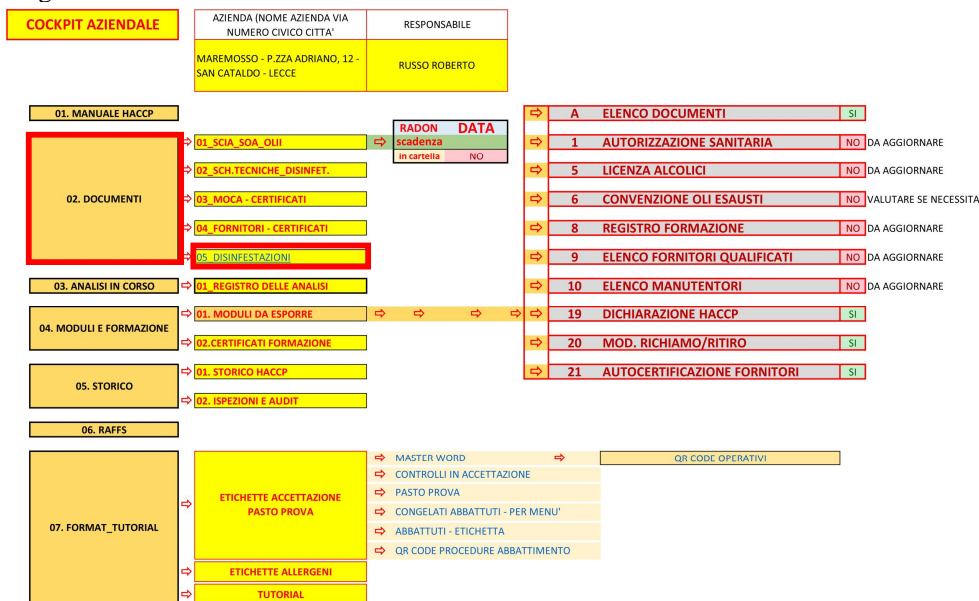 COCKPIT AZIENDALE
AZIENDA (NOME AZIENDA VIA
NUMERO CIVICO CITTA'
RESPONSABILE
MAREMOSSO - P.ZZA ADRIANO, 12 -
SAN CATALDO - LECCE
RUSSO ROBERTO
01. MANUALE HACCP
A ELENCO DOCUMENTI SI
RADON DATA
02. DOCUMENTI
01_SCIA_SOA_OLII
scadenza
1 AUTORIZZAZIONE SANITARIA NO DA AGGIORNARE
in cartella NO
02_SCH.TECNICHE_DISINFET.
5 LICENZA ALCOLICI NO DA AGGIORNARE
03_MOCA - CERTIFICATI
6 CONVENZIONE OLI ESAUSTI NO VALUTARE SE NECESSITA
04_FORNITORI - CERTIFICATI
8 REGISTRO FORMAZIONE NO DA AGGIORNARE
05_DISINFESTAZIONI
9 ELENCO FORNITORI QUALIFICATI NO DA AGGIORNARE
03. ANALISI IN CORSO
01_REGISTRO DELLE ANALISI
10 ELENCO MANUTENTORI NO DA AGGIORNARE
04. MODULI E FORMAZIONE
01. MODULI DA ESPORRE
19 DICHIARAZIONE HACCP SI
02.CERTIFICATI FORMAZIONE
20 MOD. RICHIAMO/RITIRO SI
05. STORICO
01. STORICO HACCP
21 AUTOCERTIFICAZIONE FORNITORI SI
02. ISPEZIONI E AUDIT
06. RAFFS
07. FORMAT_TUTORIAL
ETICHETTE ACCETTAZIONE
PASTO PROVA
MASTER WORD
QR CODE OPERATIVI
CONTROLLI IN ACCETTAZIONE
PASTO PROVA
CONGELATI ABBATTUTI - PER MENU'
ABBATTUTI - ETICHETTA
QR CODE PROCEDURE ABBATTIMENTO
ETICHETTE ALLERGENI
TUTORIAL